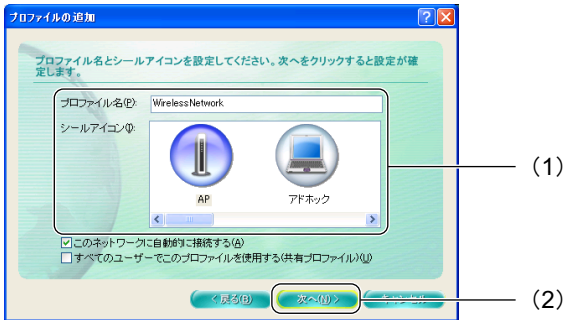 プロファイルの追加
プロファイル名とシールアイコンを設定してください。次へをクリックすると設定が確
定します。
プロファイル名(P):
WirelessNetwork
シールアイコン(I):
AP
アドホック
(1)
このネットワークに自動的に接続する(A)
すべてのユーザーでこのプロファイルを使用する(共有プロファイル)(U)
< 戻る(B)
次へ(N) >
キャンセル
(2)